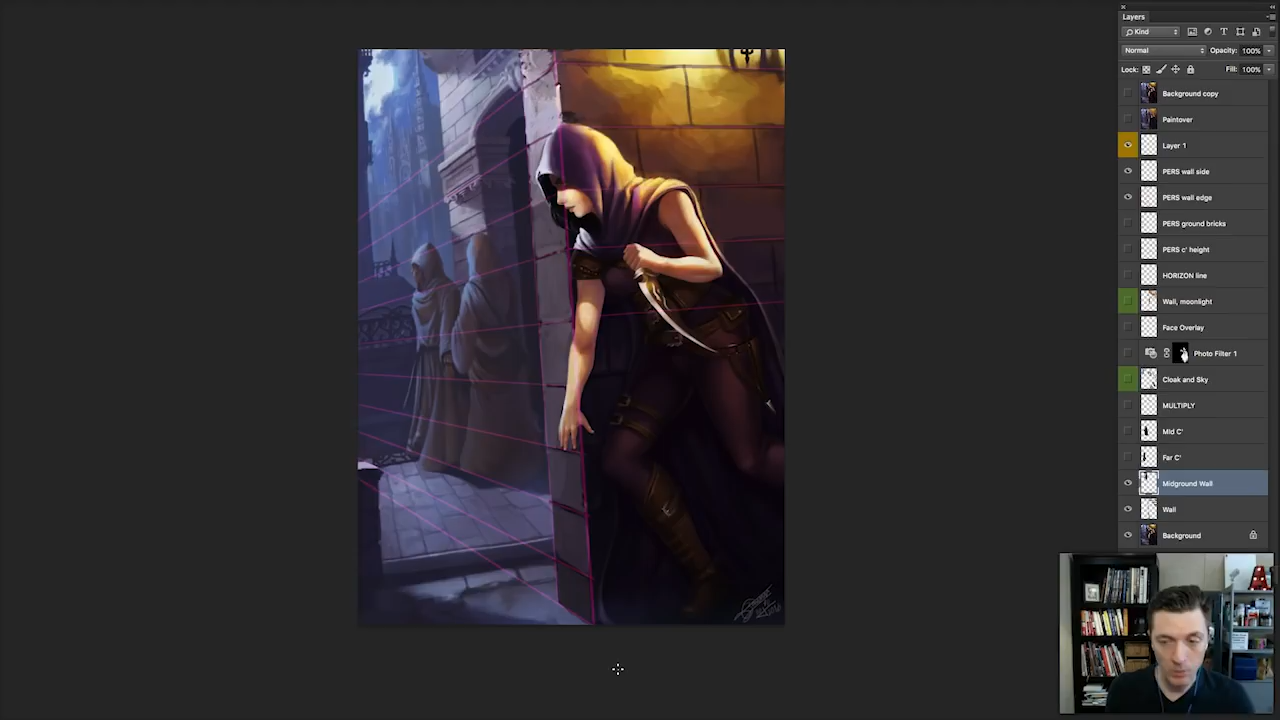 Layers
Kind
Normal
Opacity: 100%
Lock:
Fill: 100%
Background copy
Paintover
Layer 1
PERS wall side
PERS wall edge
PERS ground bricks
PERS c' height
HORIZON line
Wall, moonlight
Face Overlay
Photo Filter 1
Cloak and Sky
MULTIPLY
Mid C'
Far C'
Midground Wall
Wall
Background